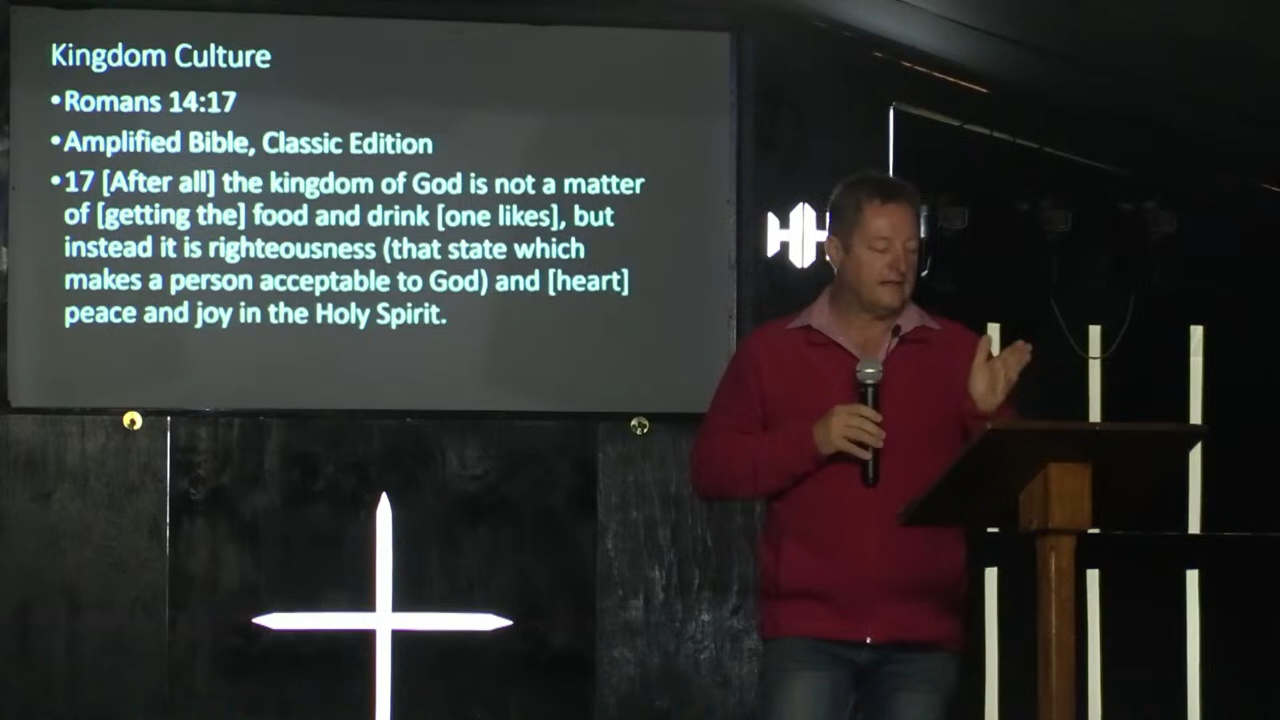 Kingdom Culture
•Romans 14:17
•Amplified Bible, Classic Edition
•17 [After all] the kingdom of God is not a matter
of [getting the] food and drink [one likes], but
instead it is righteousness (that state which
makes a person acceptable to God) and [heart]
peace and joy in the Holy Spirit.